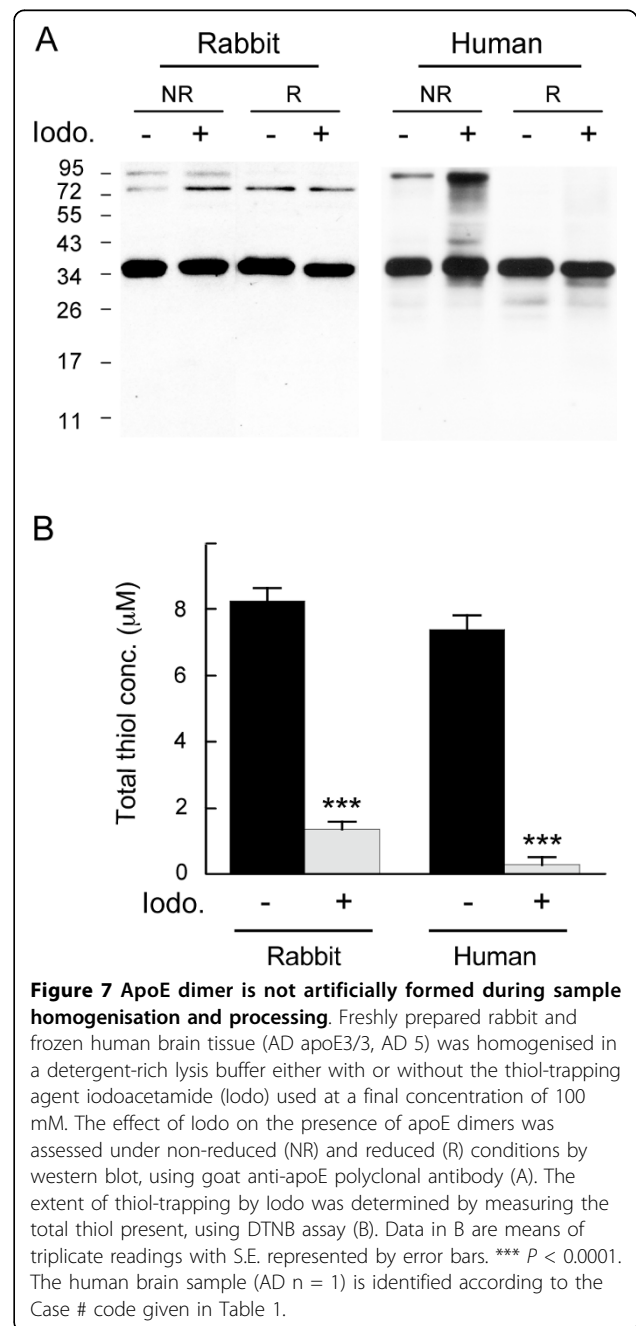 A
Rabbit Human
NR R NR R
Iodo. - + - + - + - +
95
72
55
43
34
26
17
11
B
Total thiol conc. (μM)
8
6
4
2
0
*** ***
Iodo. - + - +
Rabbit Human
Figure 7 ApoE dimer is not artificially formed during sample
homogenisation and processing. Freshly prepared rabbit and
frozen human brain tissue (AD apoE3/3, AD 5) was homogenised in
a detergent-rich lysis buffer either with or without the thiol-trapping
agent iodoacetamide (Iodo) used at a final concentration of 100
mM. The effect of Iodo on the presence of apoE dimers was
assessed under non-reduced (NR) and reduced (R) conditions by
western blot, using goat anti-apoE polyclonal antibody (A). The
extent of thiol-trapping by Iodo was determined by measuring the
total thiol present, using DTNB assay (B). Data in B are means of
triplicate readings with S.E. represented by error bars. *** P < 0.0001.
The human brain sample (AD n = 1) is identified according to the
Case # code given in Table 1.